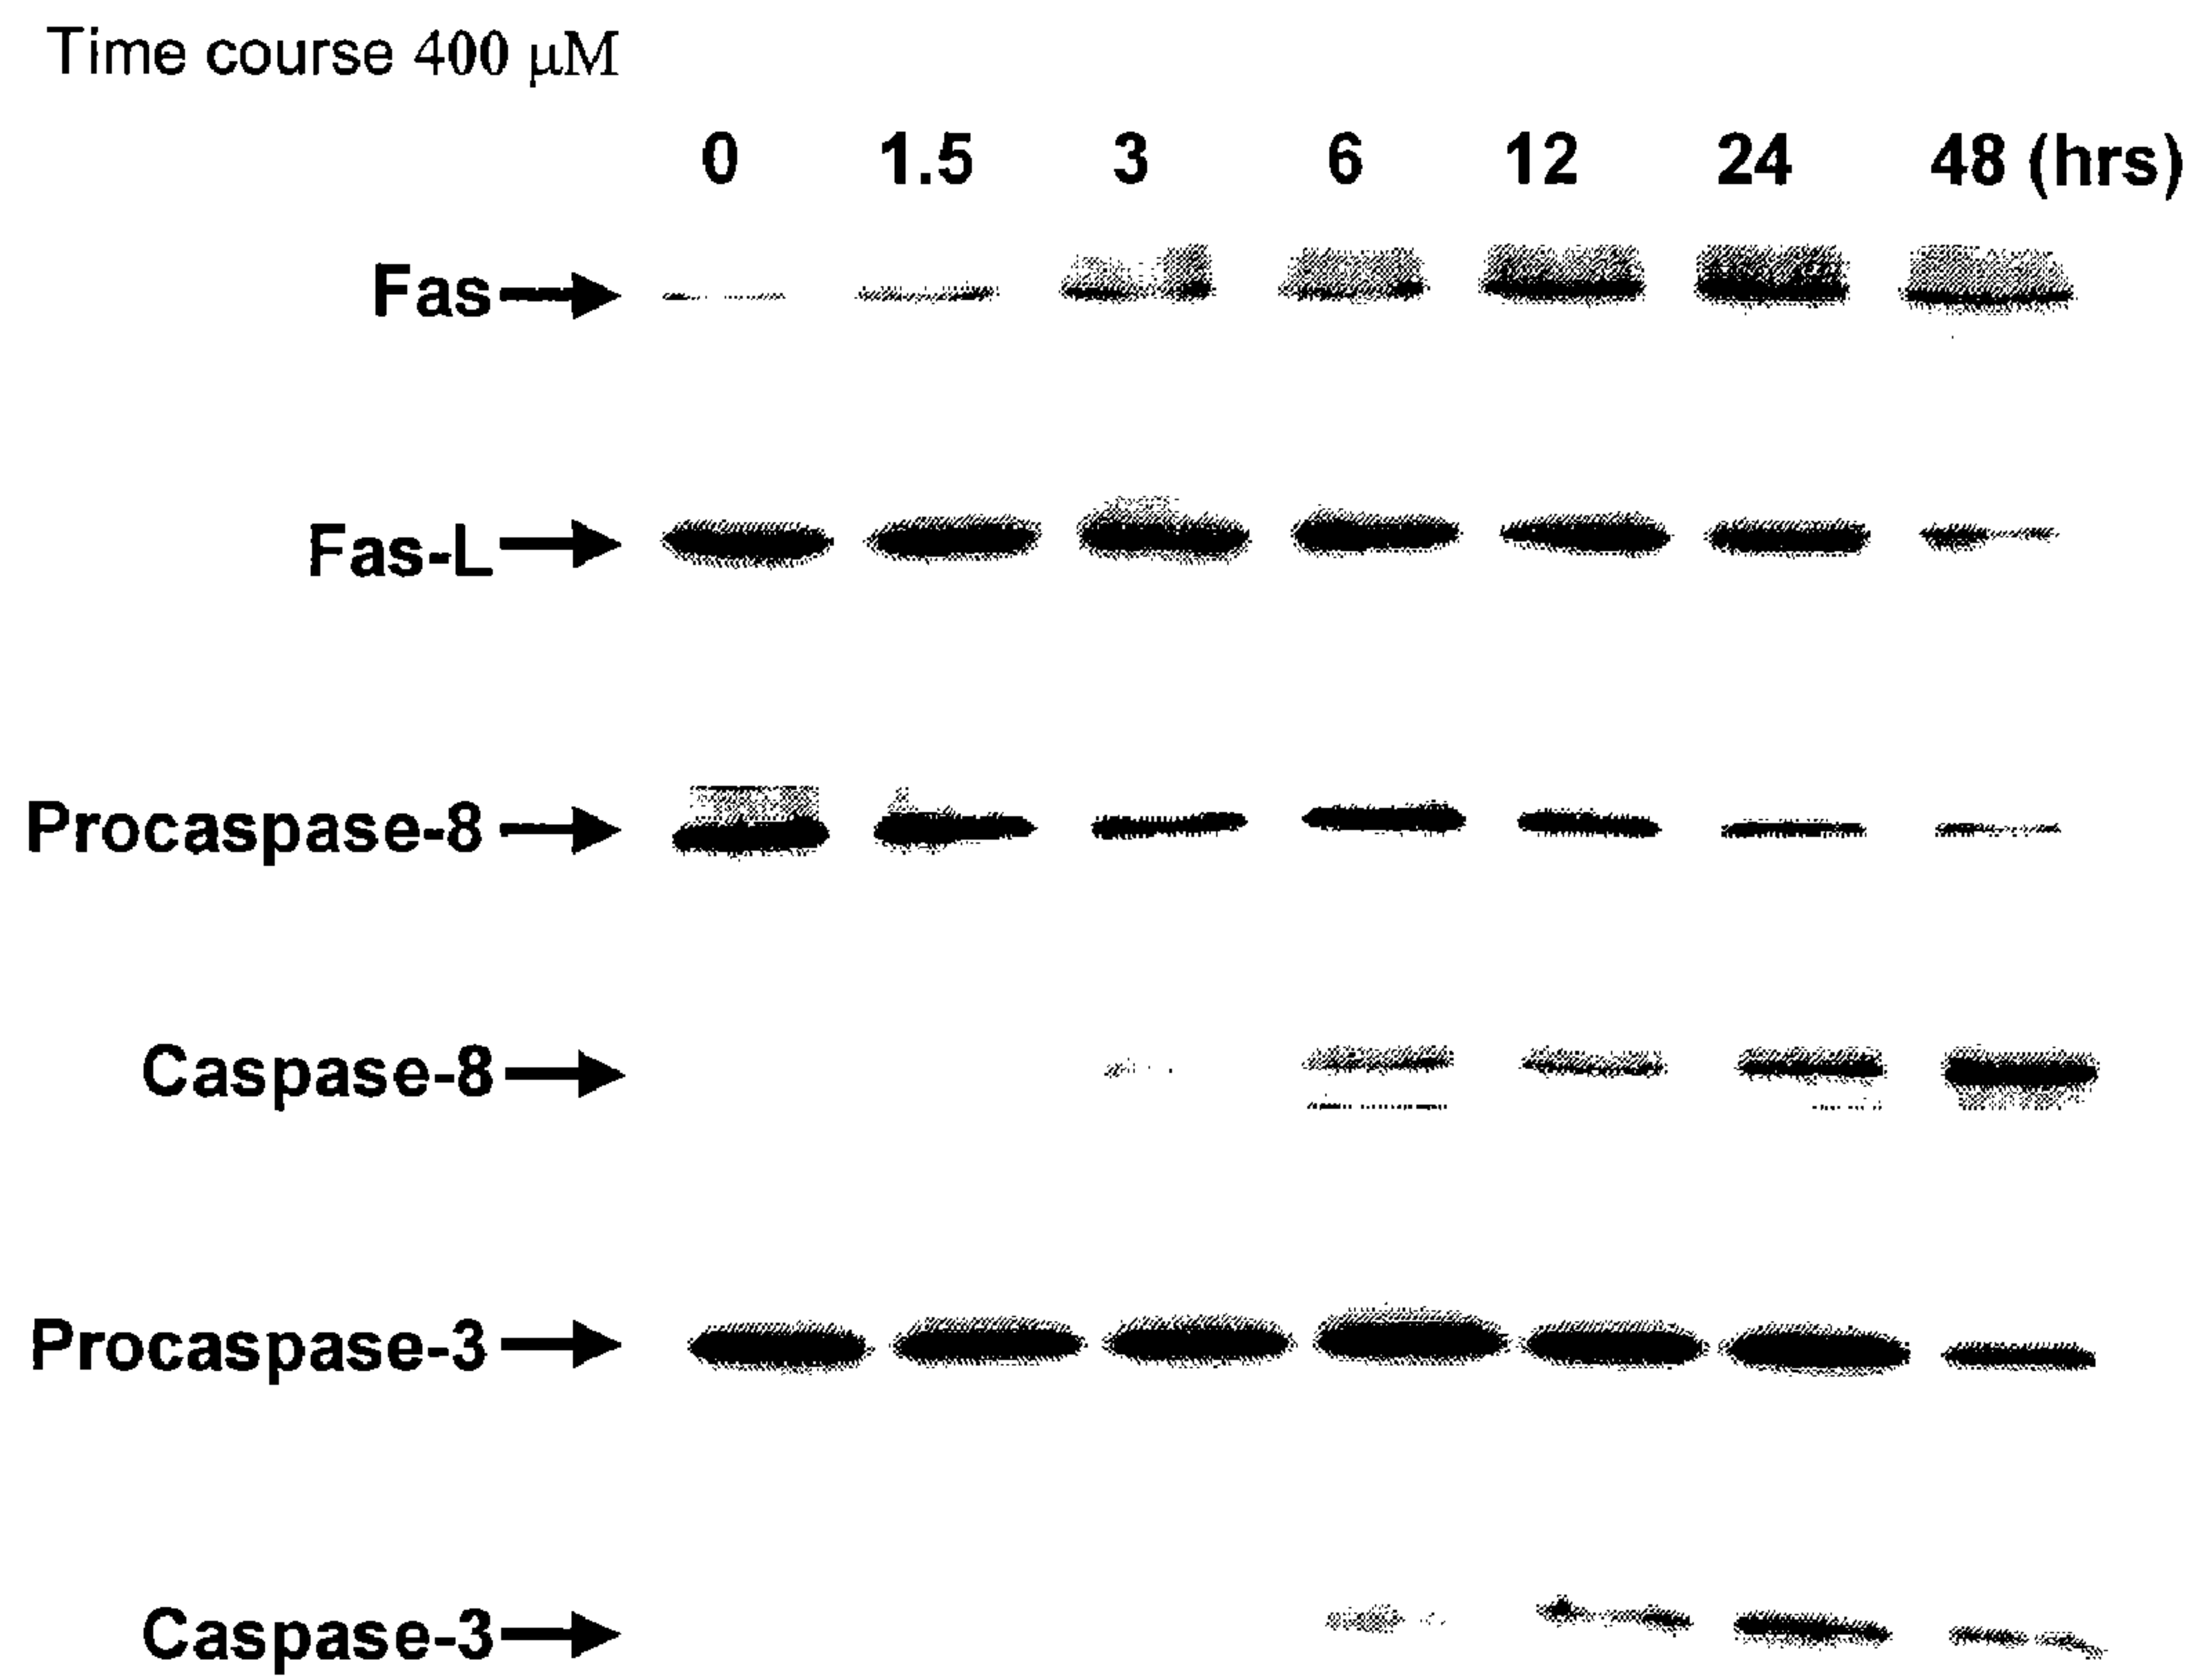 Time course 400 μM
0 1.5 3 6 12 24 48 (hrs)
Fas
Fas-L
Procaspase-8
Caspase-8
Procaspase-3
Caspase-3